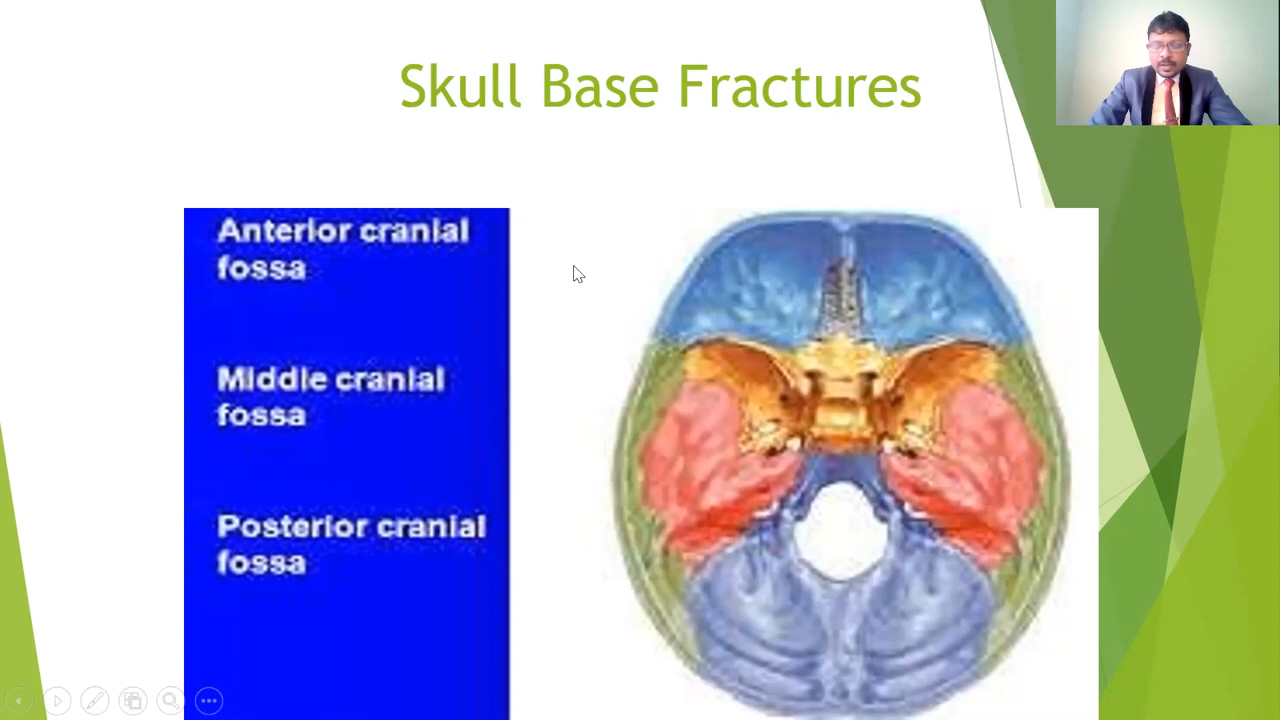 Skull Base Fractures
Anterior cranial
fossa
Middle cranial
fossa
Posterior cranial
fossa